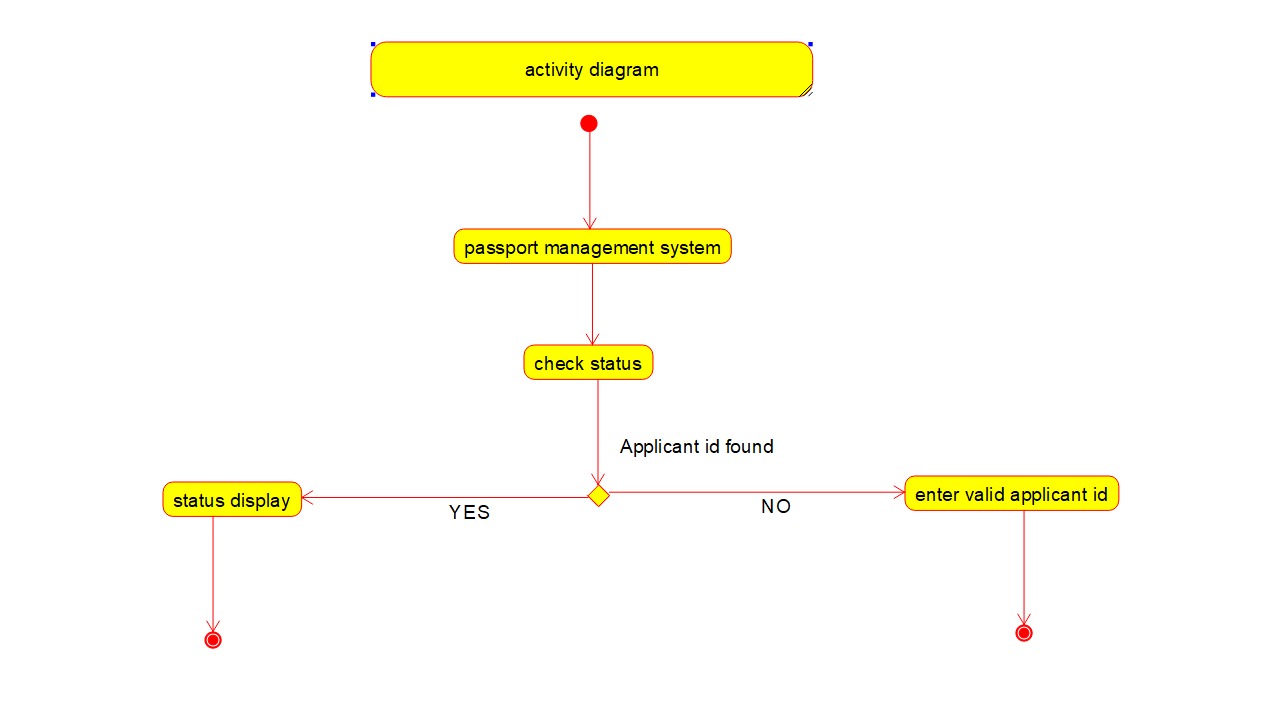 activity diagram
passport management system
check status
Applicant id found
status display
YES
NO
enter valid applicant id